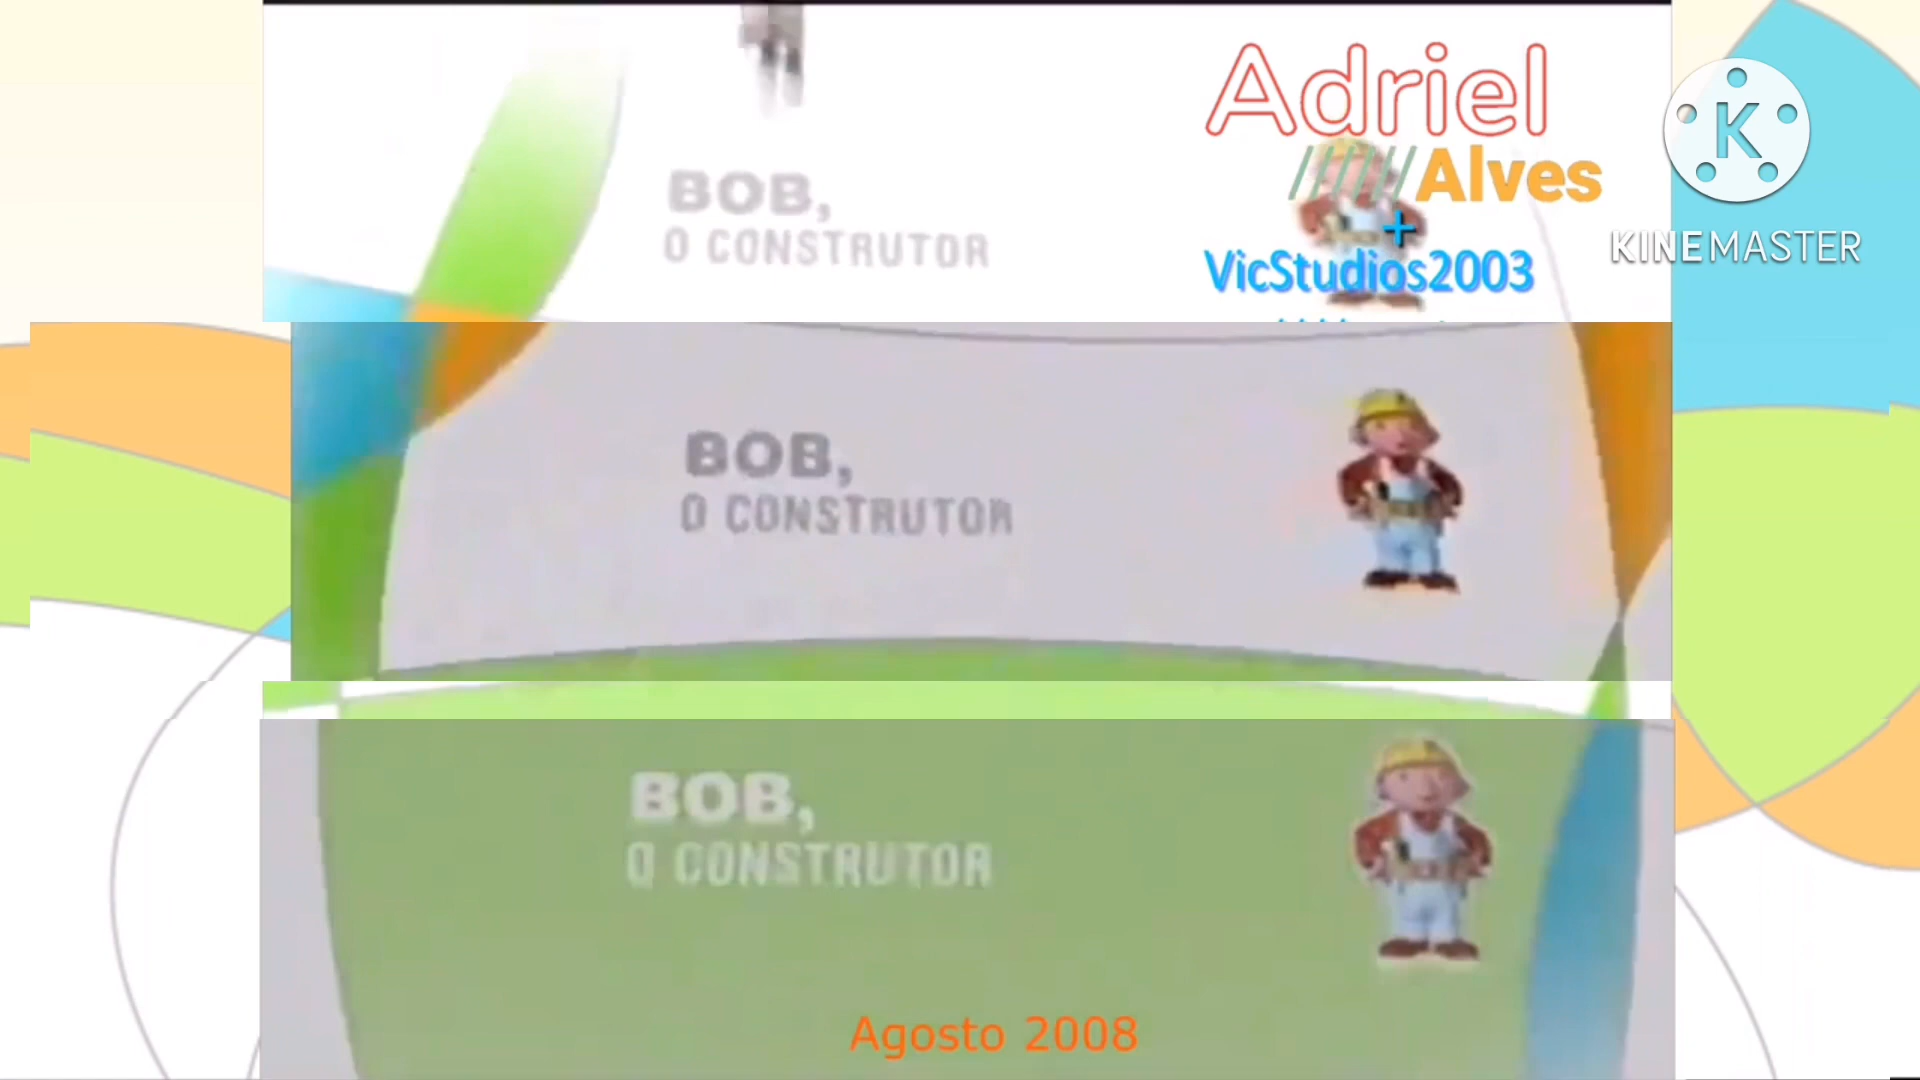 Adriel
/////Alves
+
VicStudios2003
K
KINEMASTER
BOB,
O CONSTRUTOR
BOB,
O CONSTRUTOR
BOB,
O CONSTRUTOR
Agosto 2008